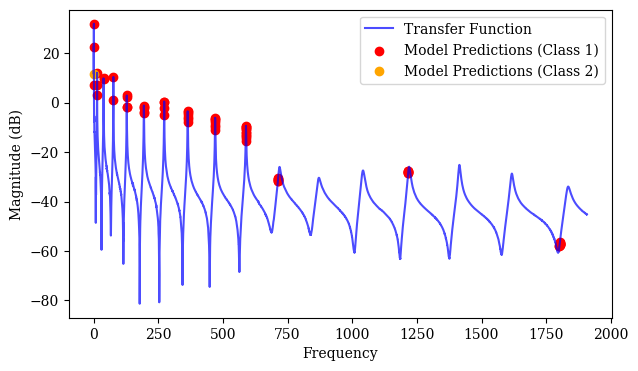 Transfer Function
Model Predictions (Class 1)
Model Predictions (Class 2)
Magnitude (dB)
20
0
−20
−40
−60
−80
0 250 500 750 1000 1250 1500 1750 2000
Frequency